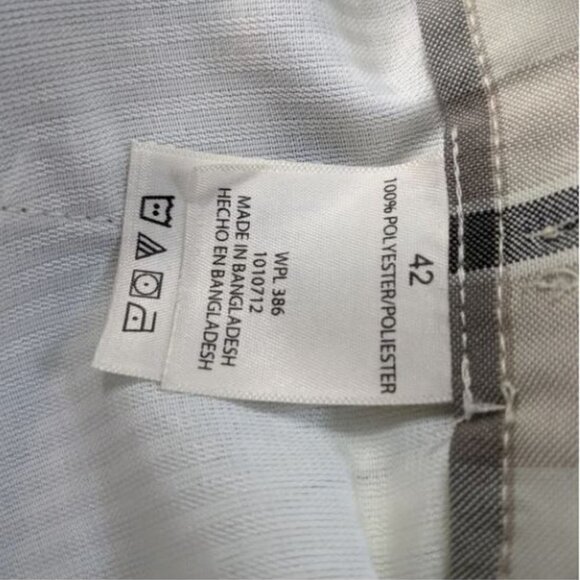 42
100% POLYESTER/POLIESTER
WPL 386
1010712
MADE IN BANGLADESH
HECHO EN BANGLADESH